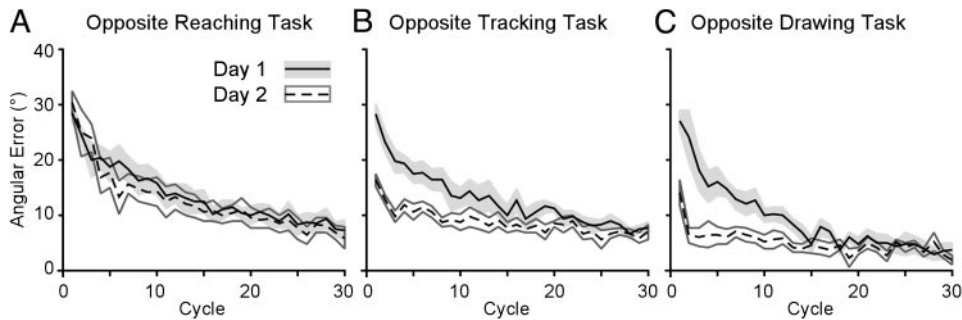 A Opposite Reaching Task B Opposite Tracking Task C Opposite Drawing Task
40
30
20
10
0
Angular Error (°)
Day 1
Day 2
0 10 20 30 0 10 20 30 0 10 20 30
Cycle Cycle Cycle